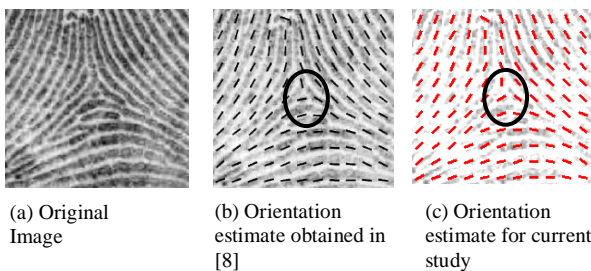 (a) Original
Image
(b) Orientation
estimate obtained in
[8]
(c) Orientation
estimate for current
study